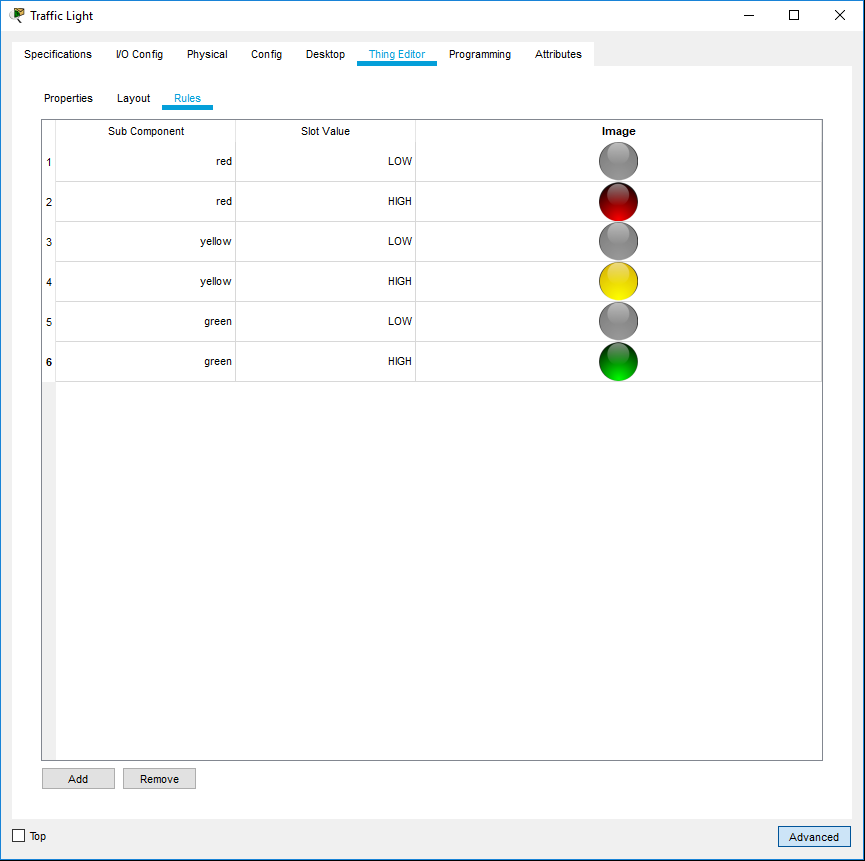 Traffic Light
Specifications I/O Config Physical Config Desktop Thing Editor Programming Attributes
Properties Layout Rules
Sub Component Slot Value Image
1 red LOW
2 red HIGH
3 yellow LOW
4 yellow HIGH
5 green LOW
6 green HIGH
Add Remove
Top Advanced